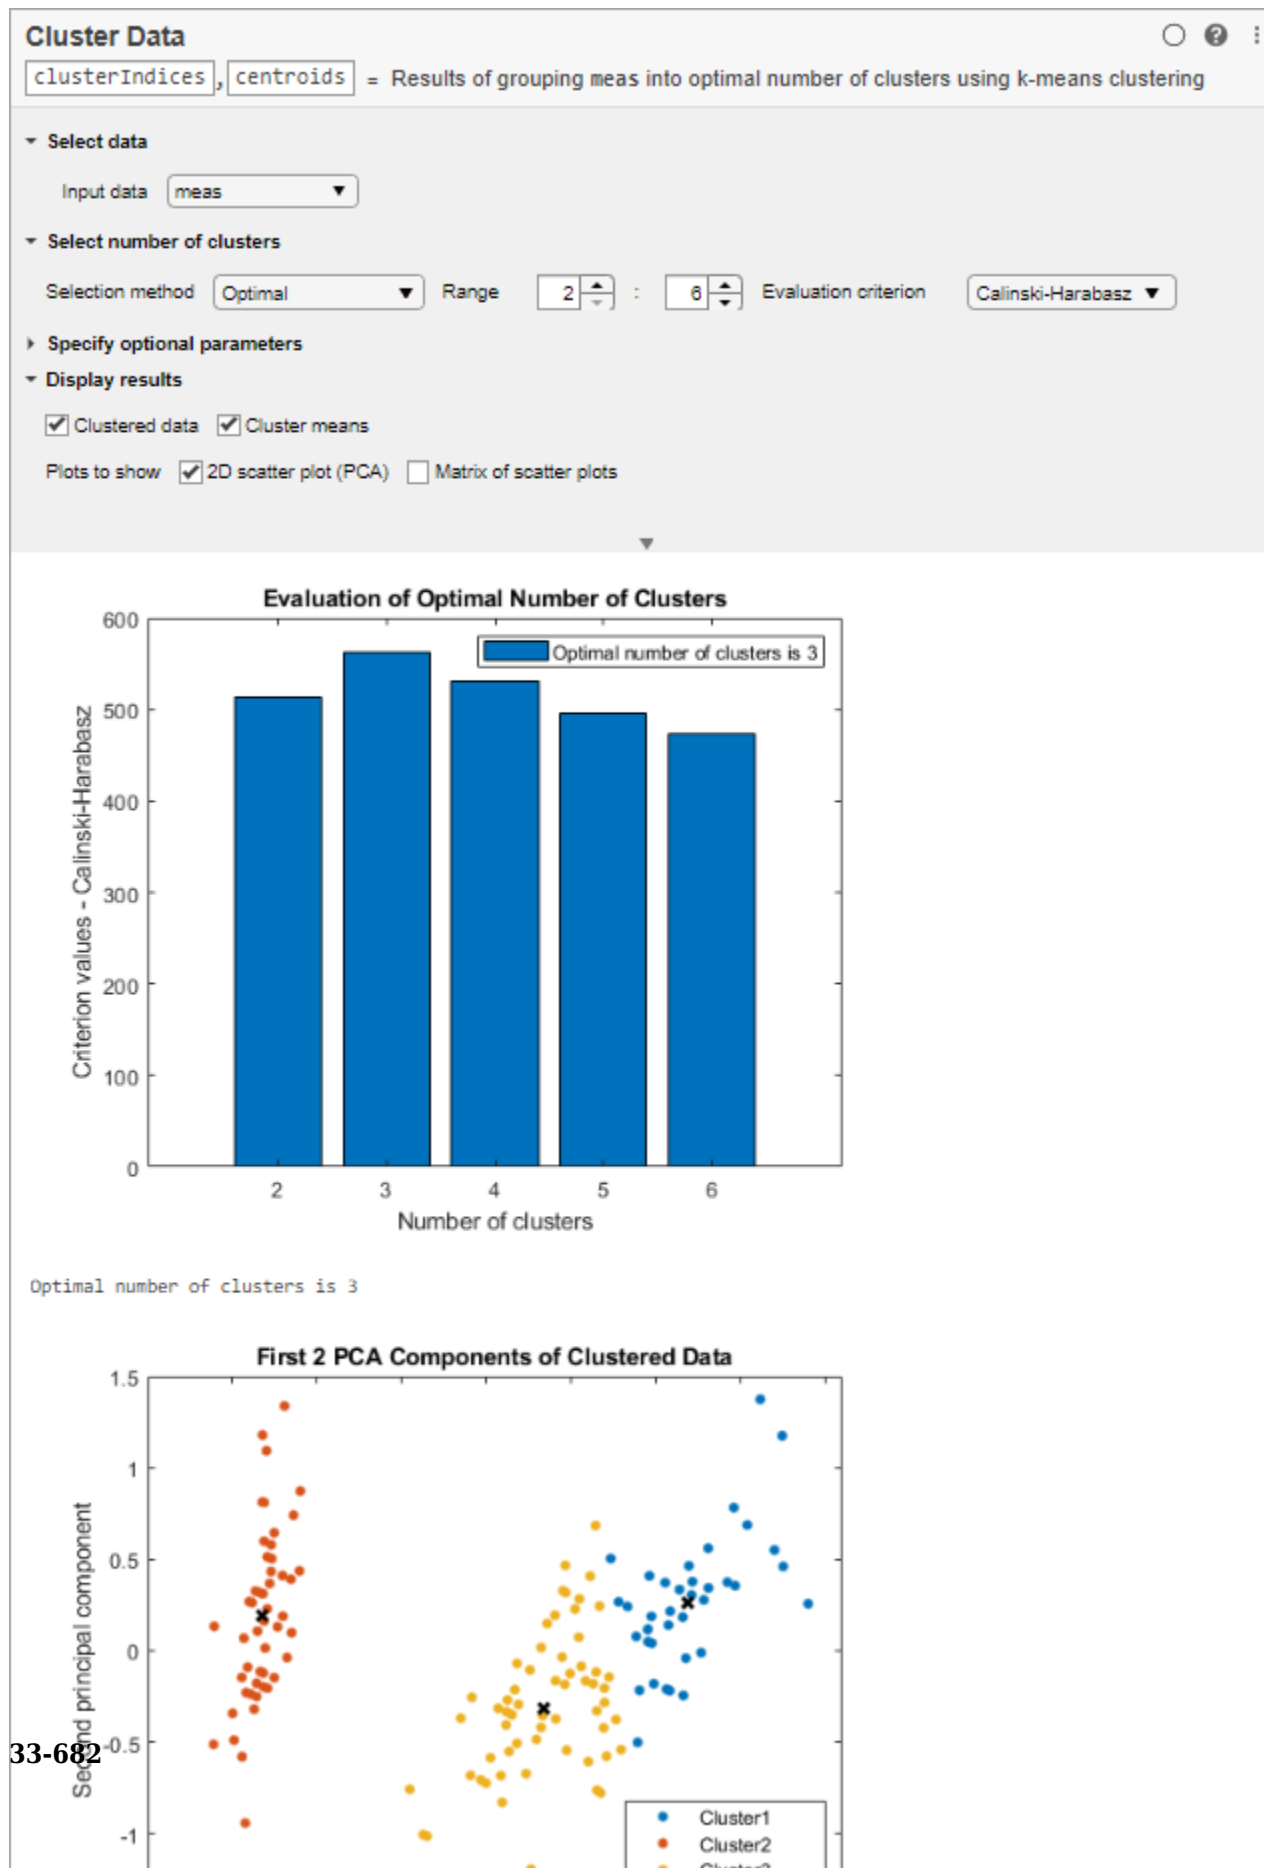 Cluster Data
clusterIndices , centroids = Results of grouping meas into optimal number of clusters using k-means clustering
Select data
Input data meas
Select number of clusters
Selection method Optimal Range 2 : 6 Evaluation criterion Calinski-Harabasz
Specify optional parameters
Display results
Clustered data Cluster means
Plots to show 2D scatter plot (PCA) Matrix of scatter plots
Evaluation of Optimal Number of Clusters
Optimal number of clusters is 3
600
500
400
300
200
100
0
Criterion values - Calinski-Harabasz
2 3 4 5 6
Number of clusters
Optimal number of clusters is 3
First 2 PCA Components of Clustered Data
1.5
1
0.5
0
-0.5
-1
Second principal component
33-682
Cluster1
Cluster2
Cluster3